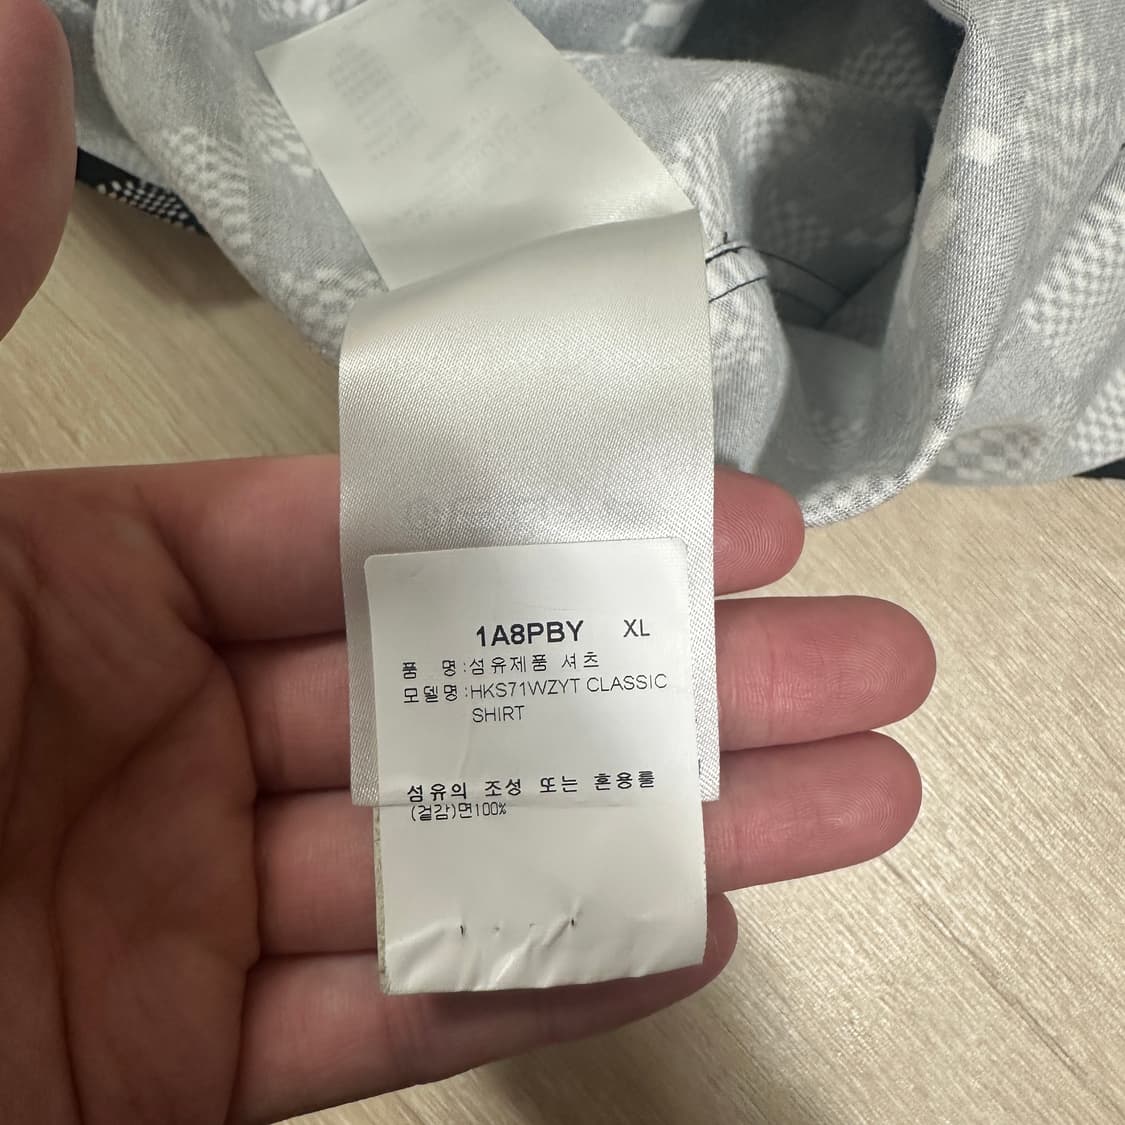 1A8PBY XL
품 명:섬유제품 셔츠
모델명:HKS71WZYT CLASSIC
SHIRT
섬유의 조성 또는 혼용률
(겉감)면100%